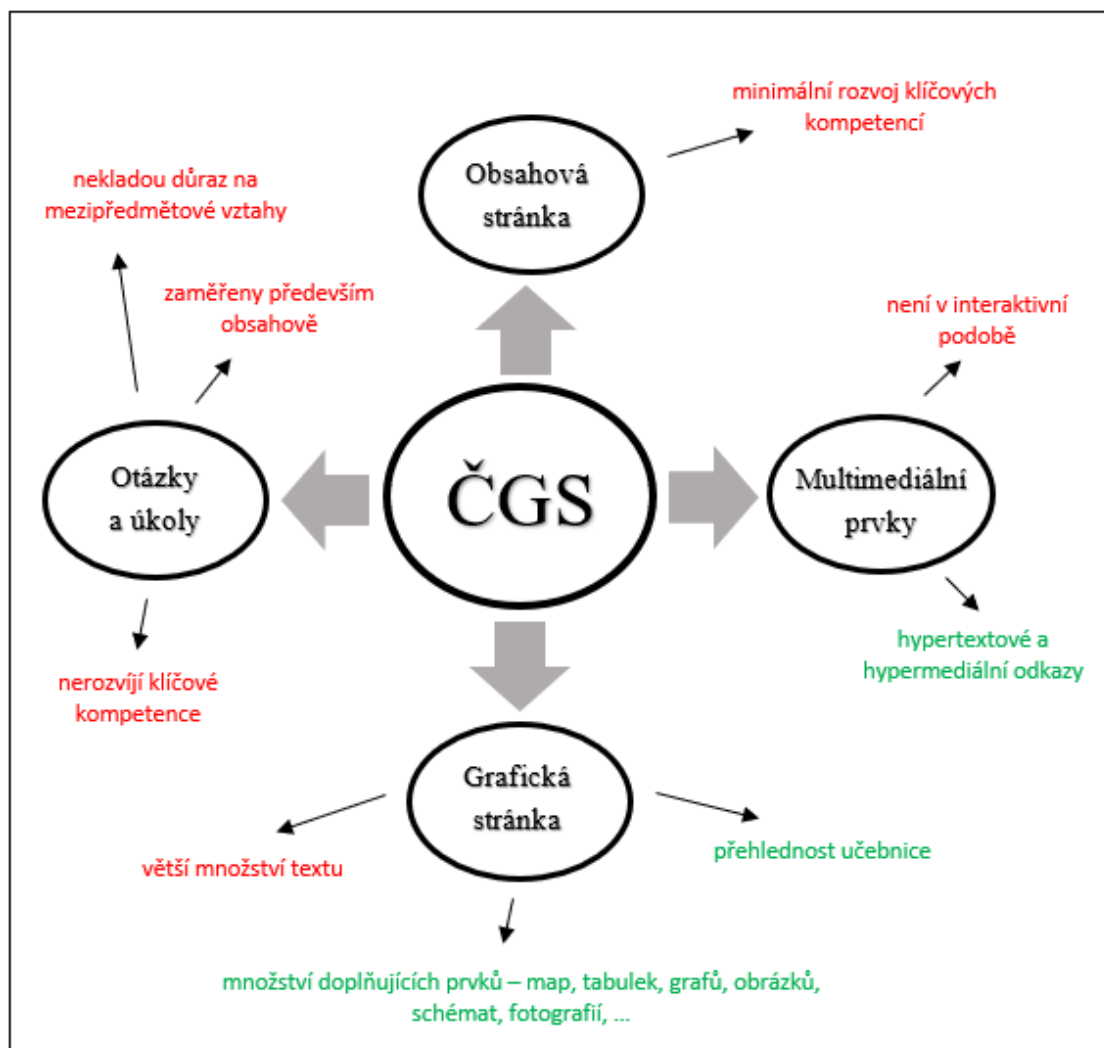 minimální rozvoj klíčových
kompetencí
Obsahová
stránka
nekladou důraz na
mezipředmětové vztahy
zaměřeny především
obsahově
není v interaktivní
podobě
Otázky
a úkoly
ČGS
Multimediální
prvky
hypertextové a
hypermediální odkazy
nerozvíjí klíčové
kompetence
Grafická
stránka
větší množství textu
přehlednost učebnice
množství doplňujících prvků – map, tabulek, grafů, obrázků,
schémat, fotografií, ...